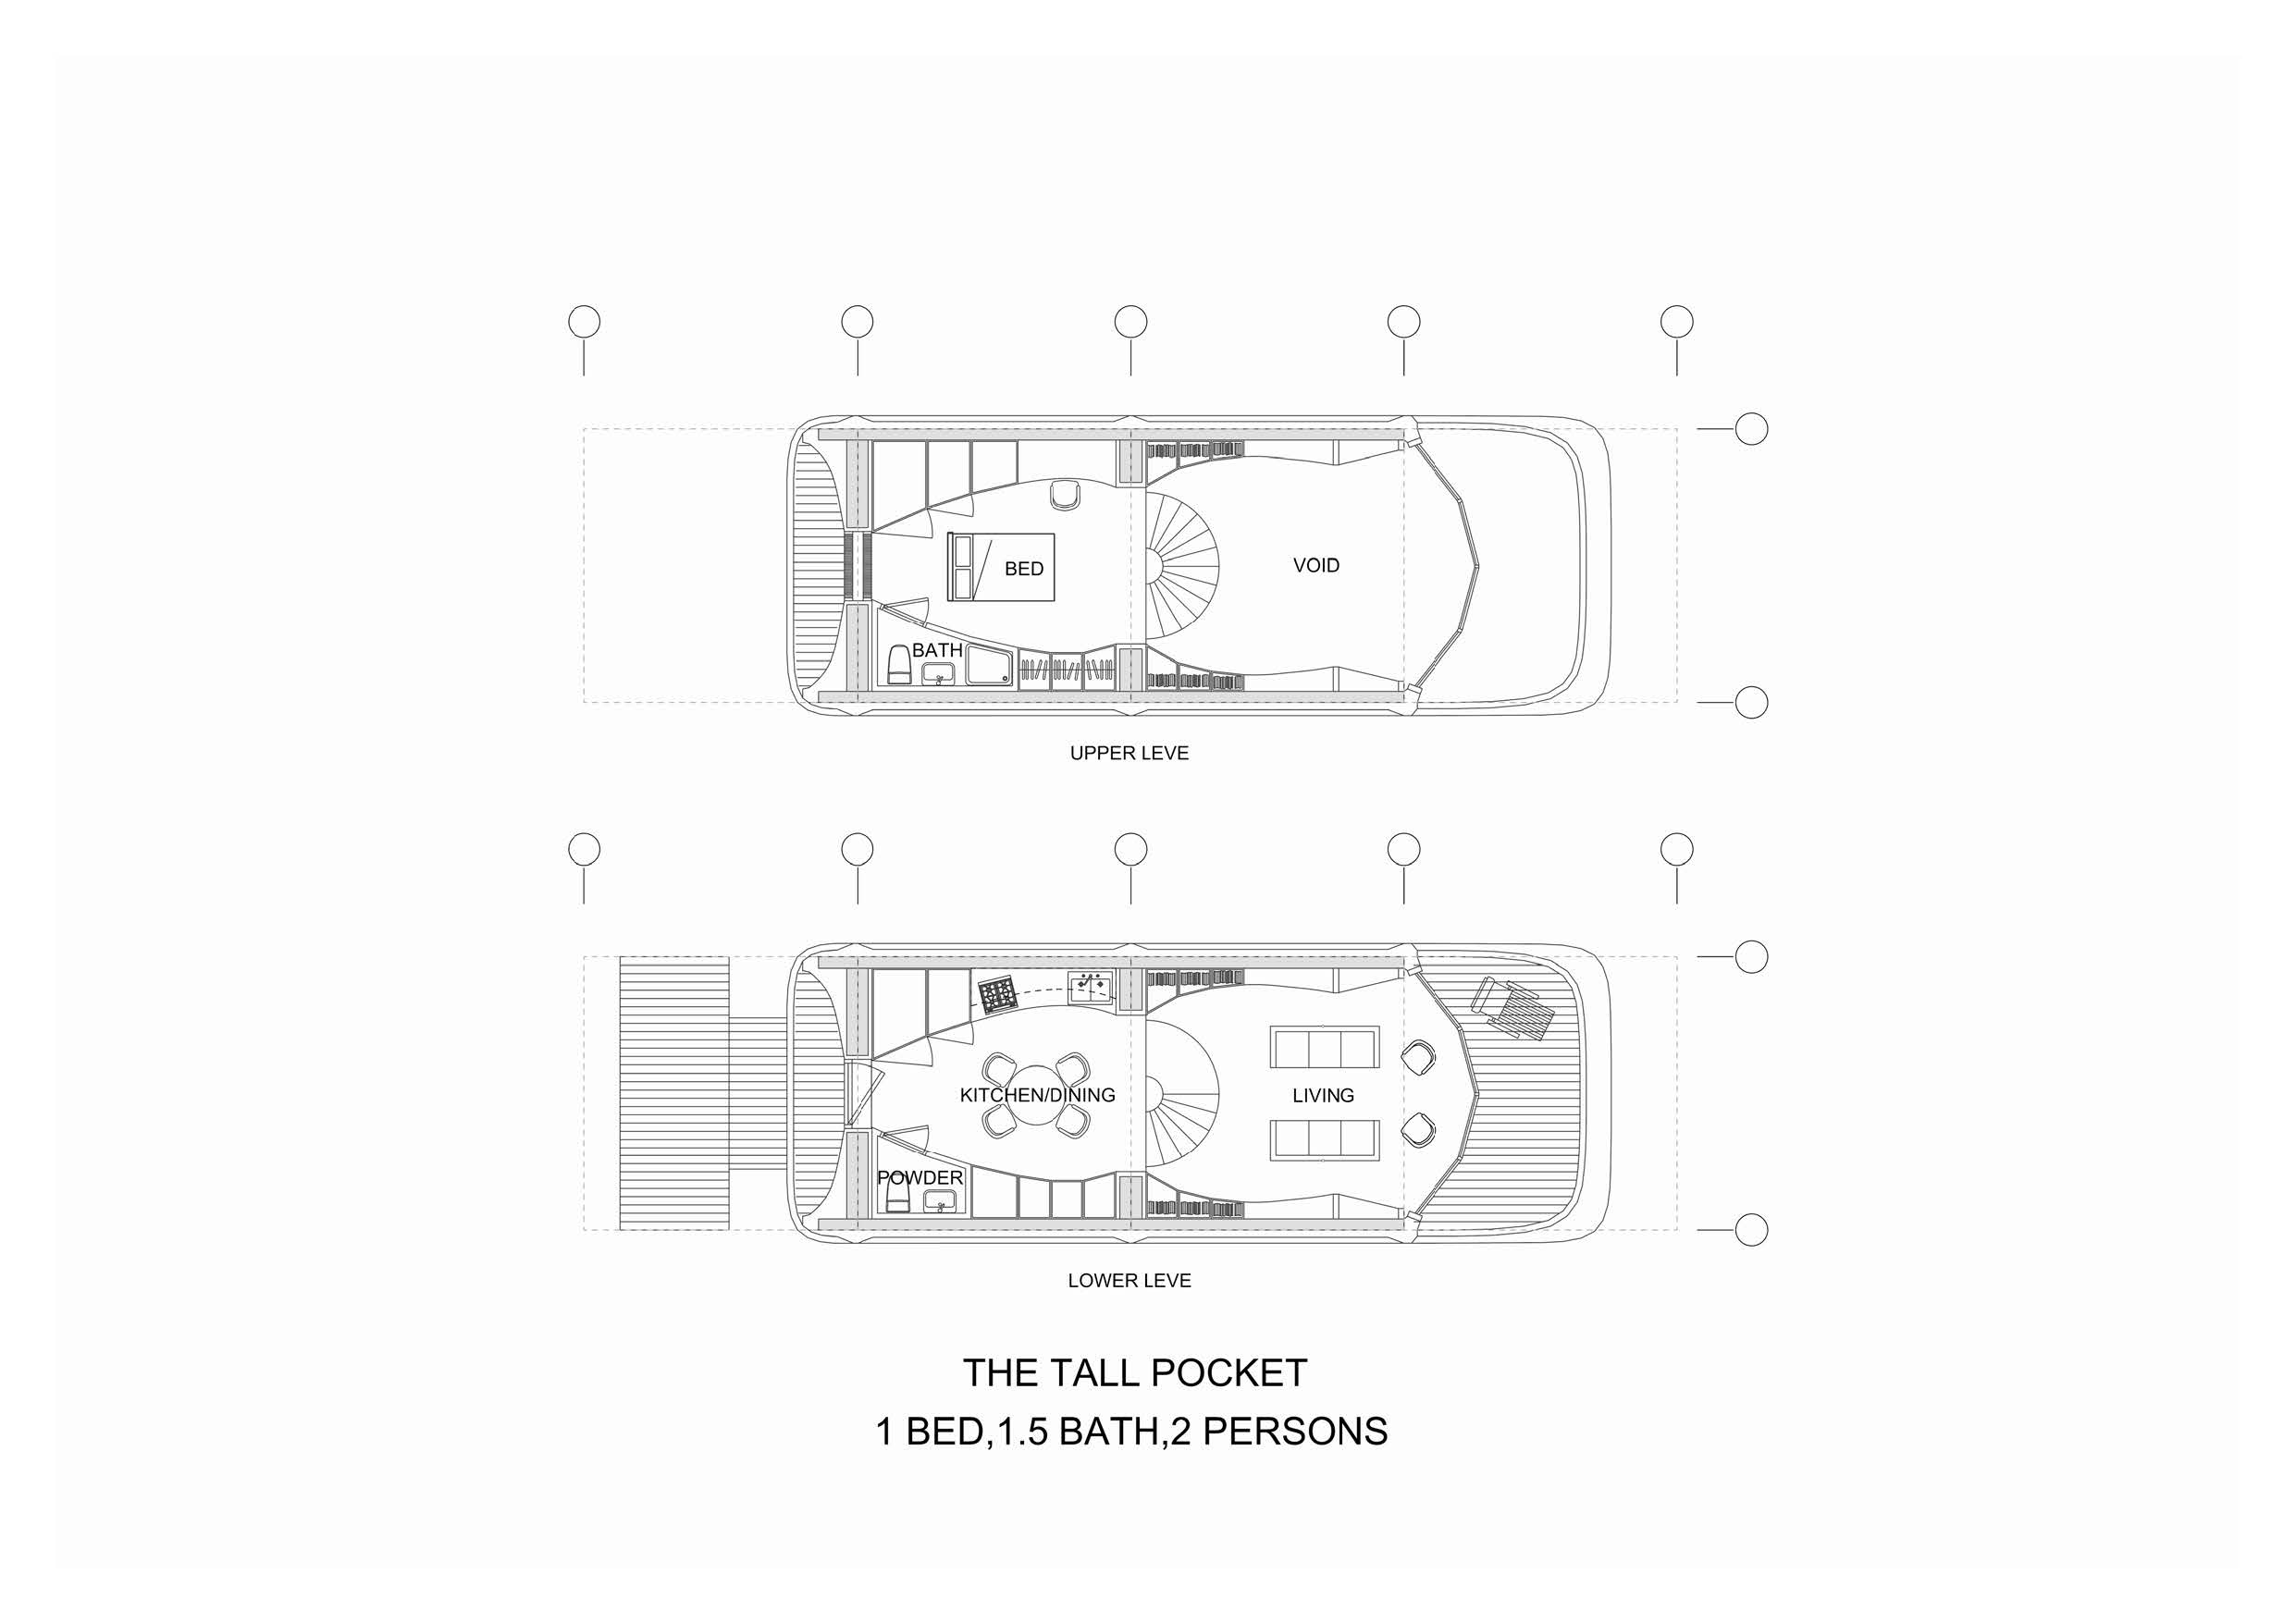 BED
VOID
BATH
UPPER LEVE
KITCHEN/DINING
LIVING
POWDER
LOWER LEVE
THE TALL POCKET
1 BED,1.5 BATH,2 PERSONS